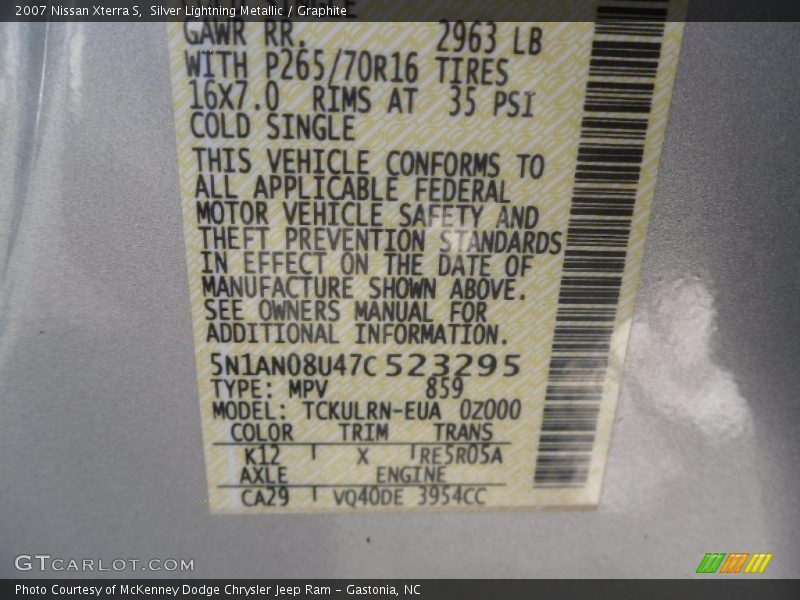 2007 Nissan Xterra S, Silver Lightning Metallic / Graphite
GAWR RR. 2963 LB
WITH P265/70R16 TIRES
16X7.0 RIMS AT 35 PSI
COLD SINGLE
THIS VEHICLE CONFORMS TO
ALL APPLICABLE FEDERAL
MOTOR VEHICLE SAFETY AND
THEFT PREVENTION STANDARDS
IN EFFECT ON THE DATE OF
MANUFACTURE SHOWN ABOVE.
SEE OWNERS MANUAL FOR
ADDITIONAL INFORMATION.
5N1AN08U47C523295
TYPE: MPV 859
MODEL: TCKULRN-EUA 0Z000
COLOR TRIM TRANS
K12 X RE5R05A
AXLE ENGINE
CA29 VQ40DE 3954CC
GTCARLOT.COM
Photo Courtesy of McKenney Dodge Chrysler Jeep Ram - Gastonia, NC